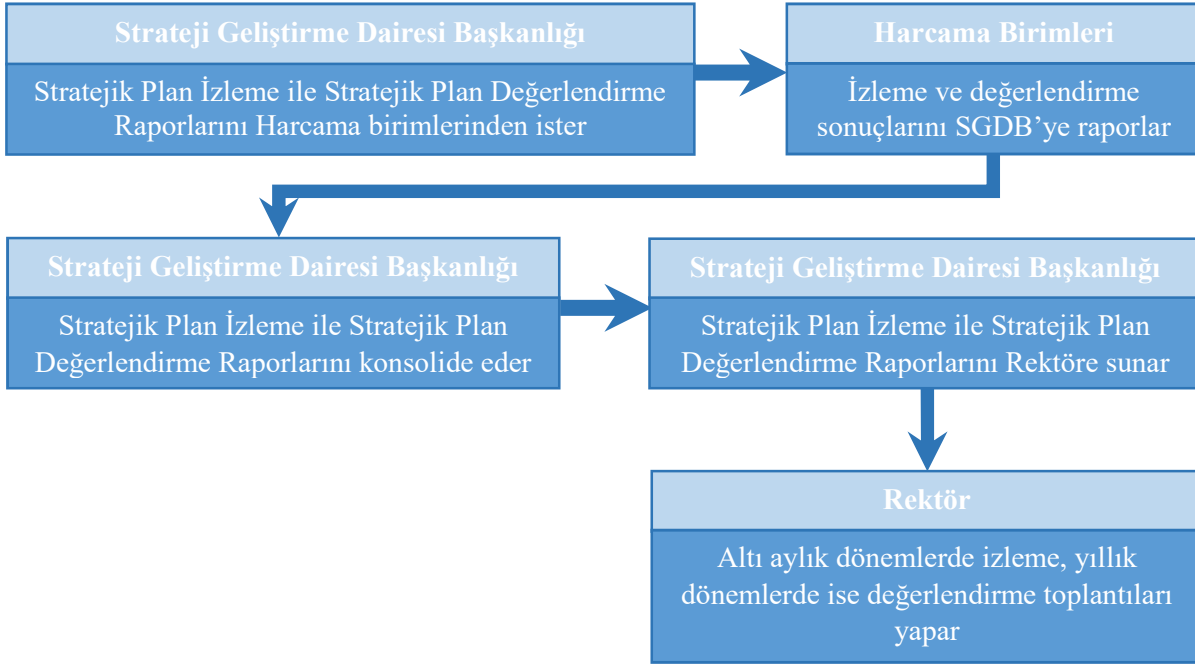 Strateji Geliştirme Dairesi Başkanlığı
Stratejik Plan İzleme ile Stratejik Plan Değerlendirme
Raporlarını Harcama birimlerinden ister
Harcama Birimleri
İzleme ve değerlendirme
sonuçlarını SGDB’ye raporlar
Strateji Geliştirme Dairesi Başkanlığı
Stratejik Plan İzleme ile Stratejik Plan
Değerlendirme Raporlarını konsolide eder
Strateji Geliştirme Dairesi Başkanlığı
Stratejik Plan İzleme ile Stratejik Plan
Değerlendirme Raporlarını Rektöre sunar
Rektör
Altı aylık dönemlerde izleme, yıllık
dönemlerde ise değerlendirme toplantıları
yapar